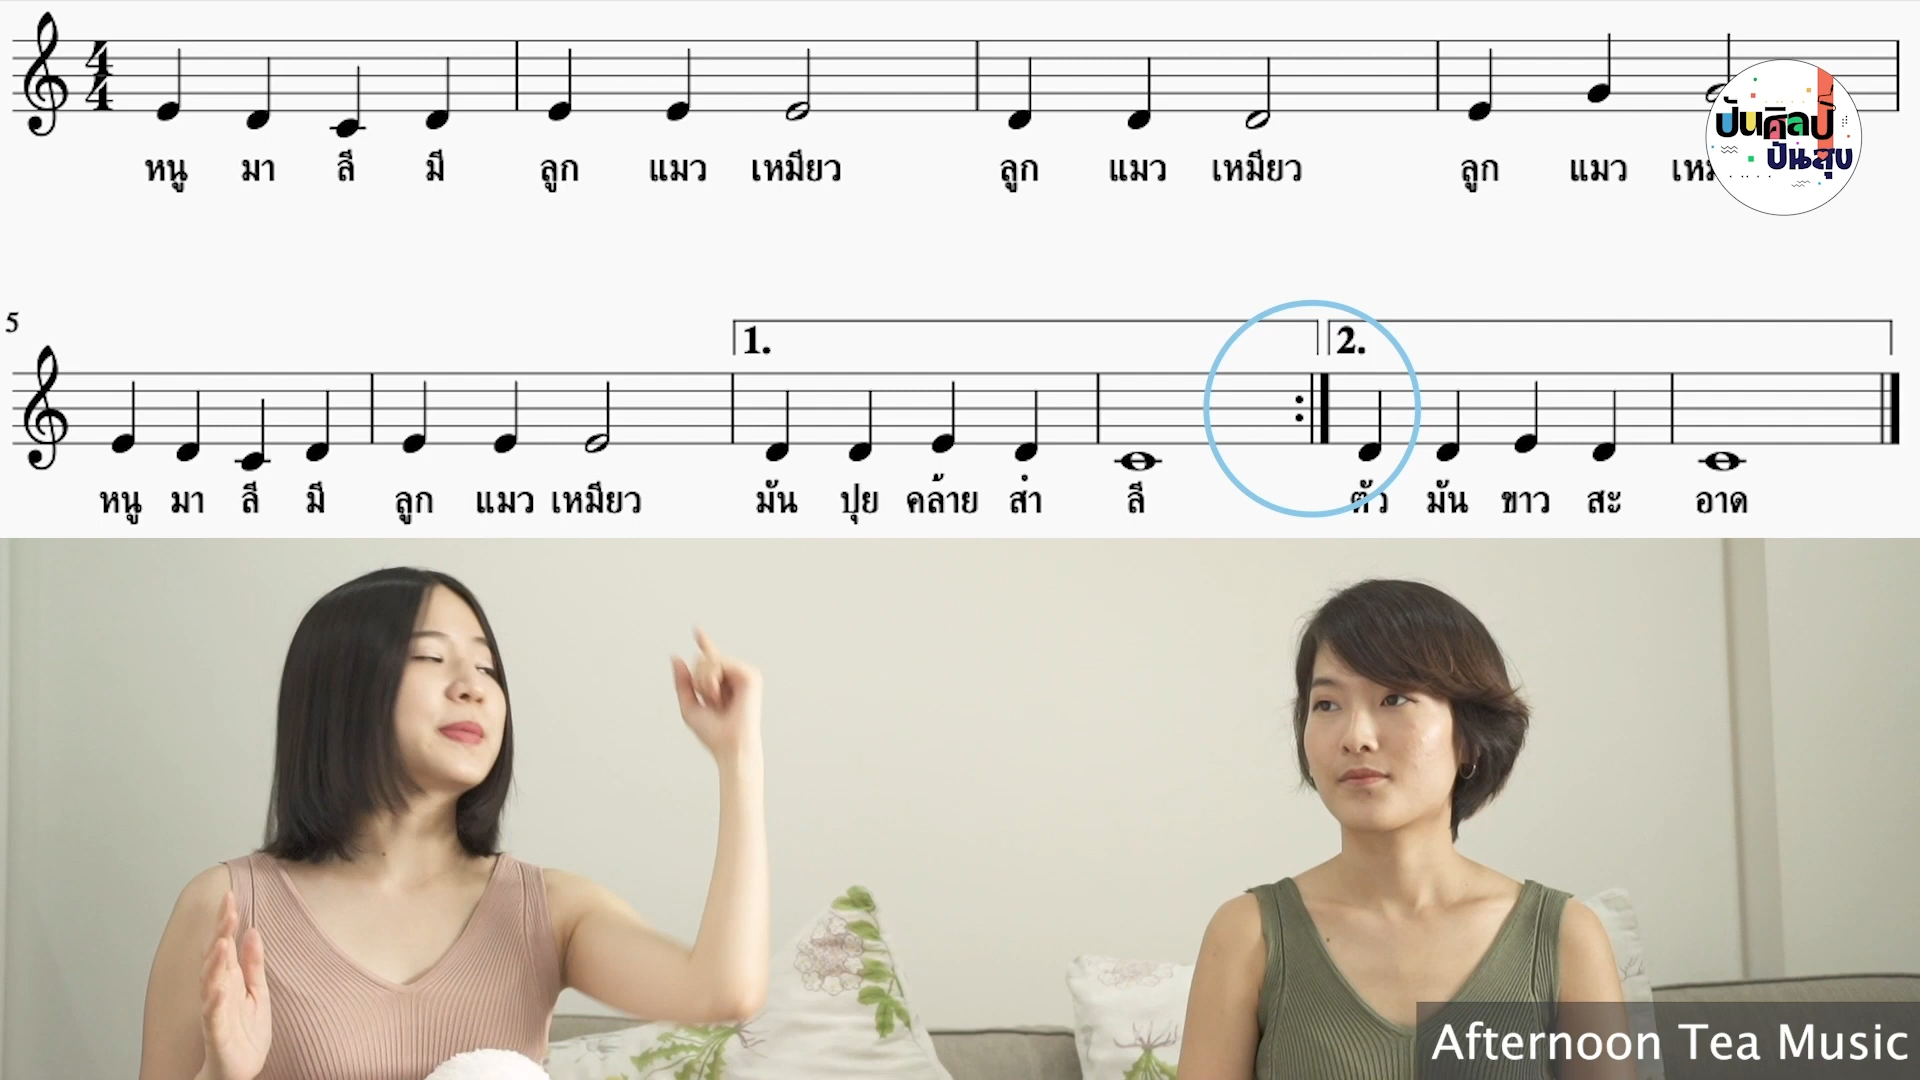 4
4
หนู มา ลี มี ลูก แมว เหมียว ลูก แมว เหมียว ลูก แมว
ปันศิลป์
ปันสุข
5
1. 2.
หนู มา ลี มี ลูก แมว เหมียว มัน ปุย คล้าย สำ ลี ตัว มัน ขาว สะ อาด
Afternoon Tea Music